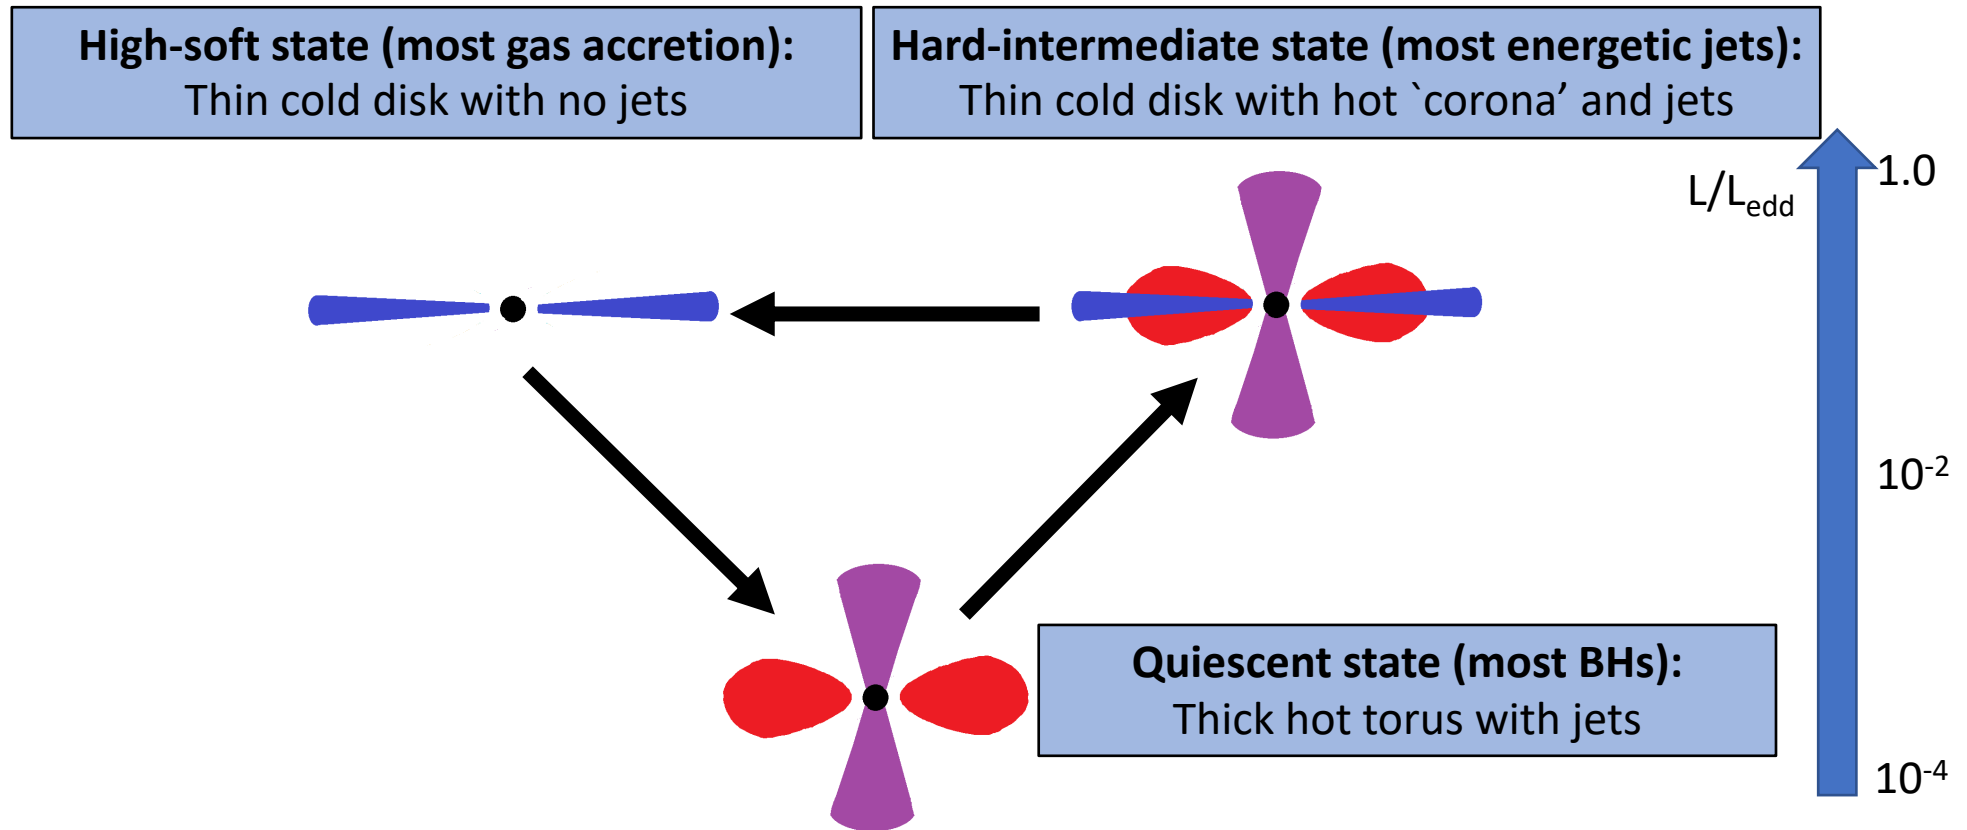 High-soft state (most gas accretion):
Thin cold disk with no jets
Hard-intermediate state (most energetic jets):
Thin cold disk with hot `corona’ and jets
L/L_edd
1.0
10^-2
10^-4
Quiescent state (most BHs):
Thick hot torus with jets